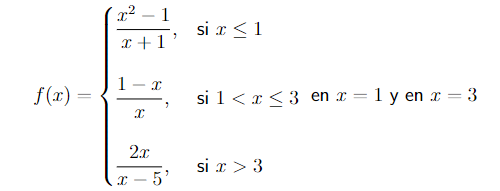 f(x) = { (x² − 1)/(x + 1), si x ≤ 1
(1 − x)/x, si 1 < x ≤ 3 en x = 1 y en x = 3
2x/(x − 5), si x > 3